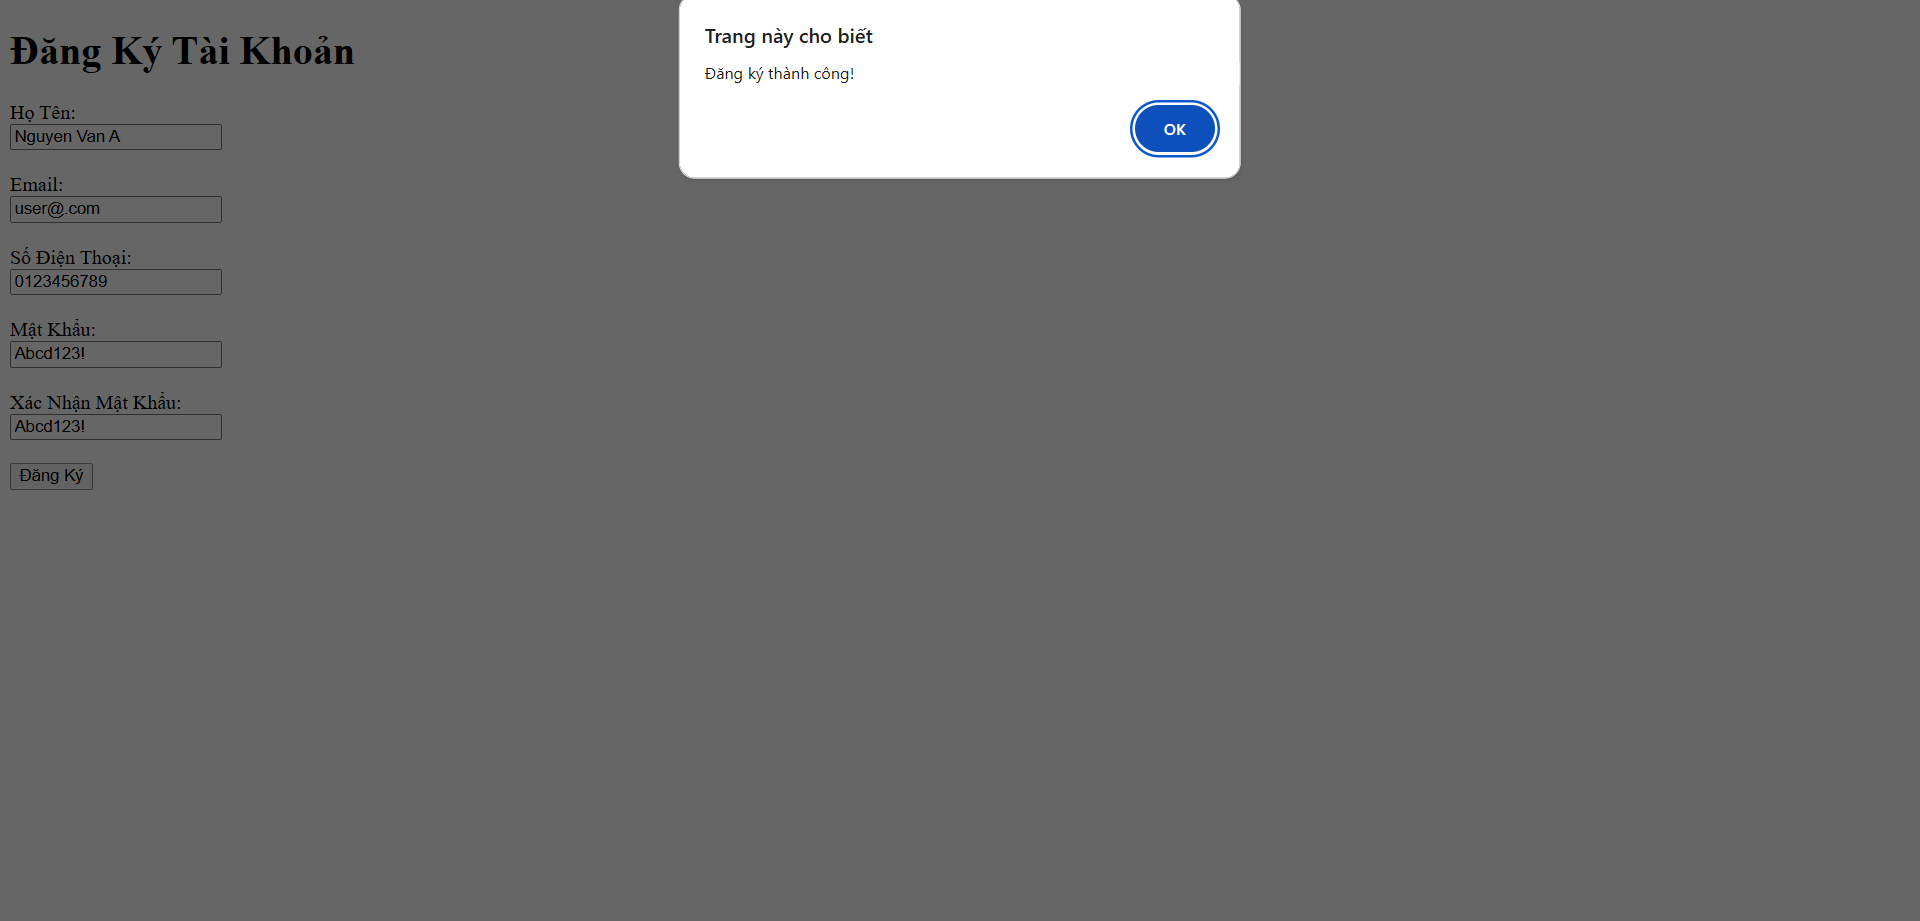 Đăng Ký Tài Khoản
Trang này cho biết
Đăng ký thành công!
OK
Họ Tên:
Nguyen Van A
Email:
user@.com
Số Điện Thoại:
0123456789
Mật Khẩu:
Abcd123!
Xác Nhận Mật Khẩu:
Abcd123!
Đăng Ký